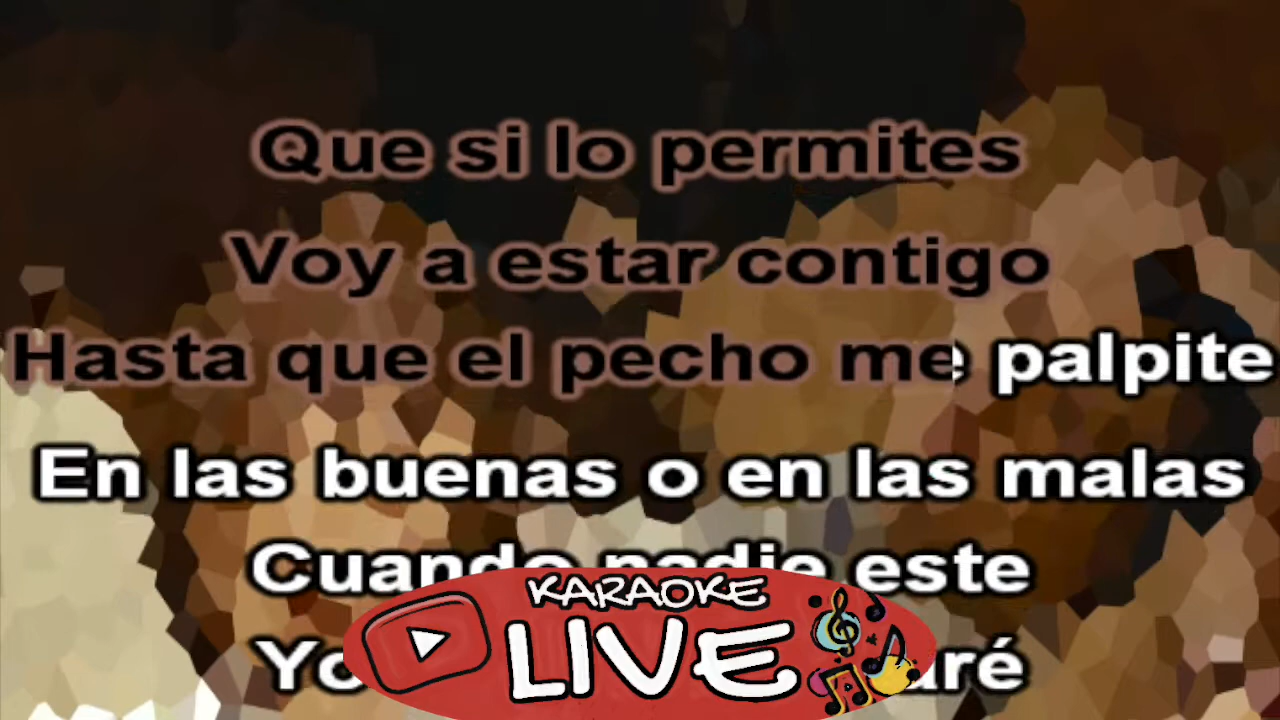 Que si lo permites
Voy a estar contigo
Hasta que el pecho me palpite
En las buenas o en las malas
Cuando nadie este
Yo
KARAOKE
LIVE